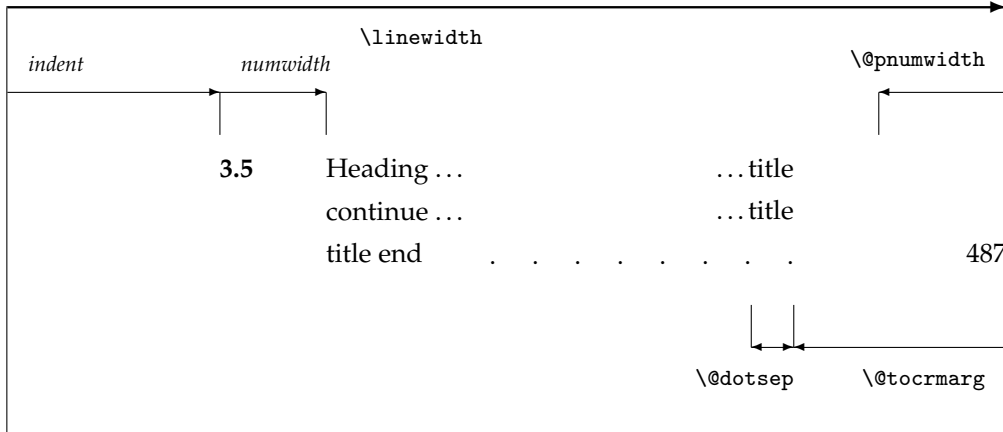 \linewidth
indent numwidth \@pnumwidth
3.5 Heading ... ... title
continue ... ... title
title end . . . . . . . . 487
\@dotsep \@tocrmarg